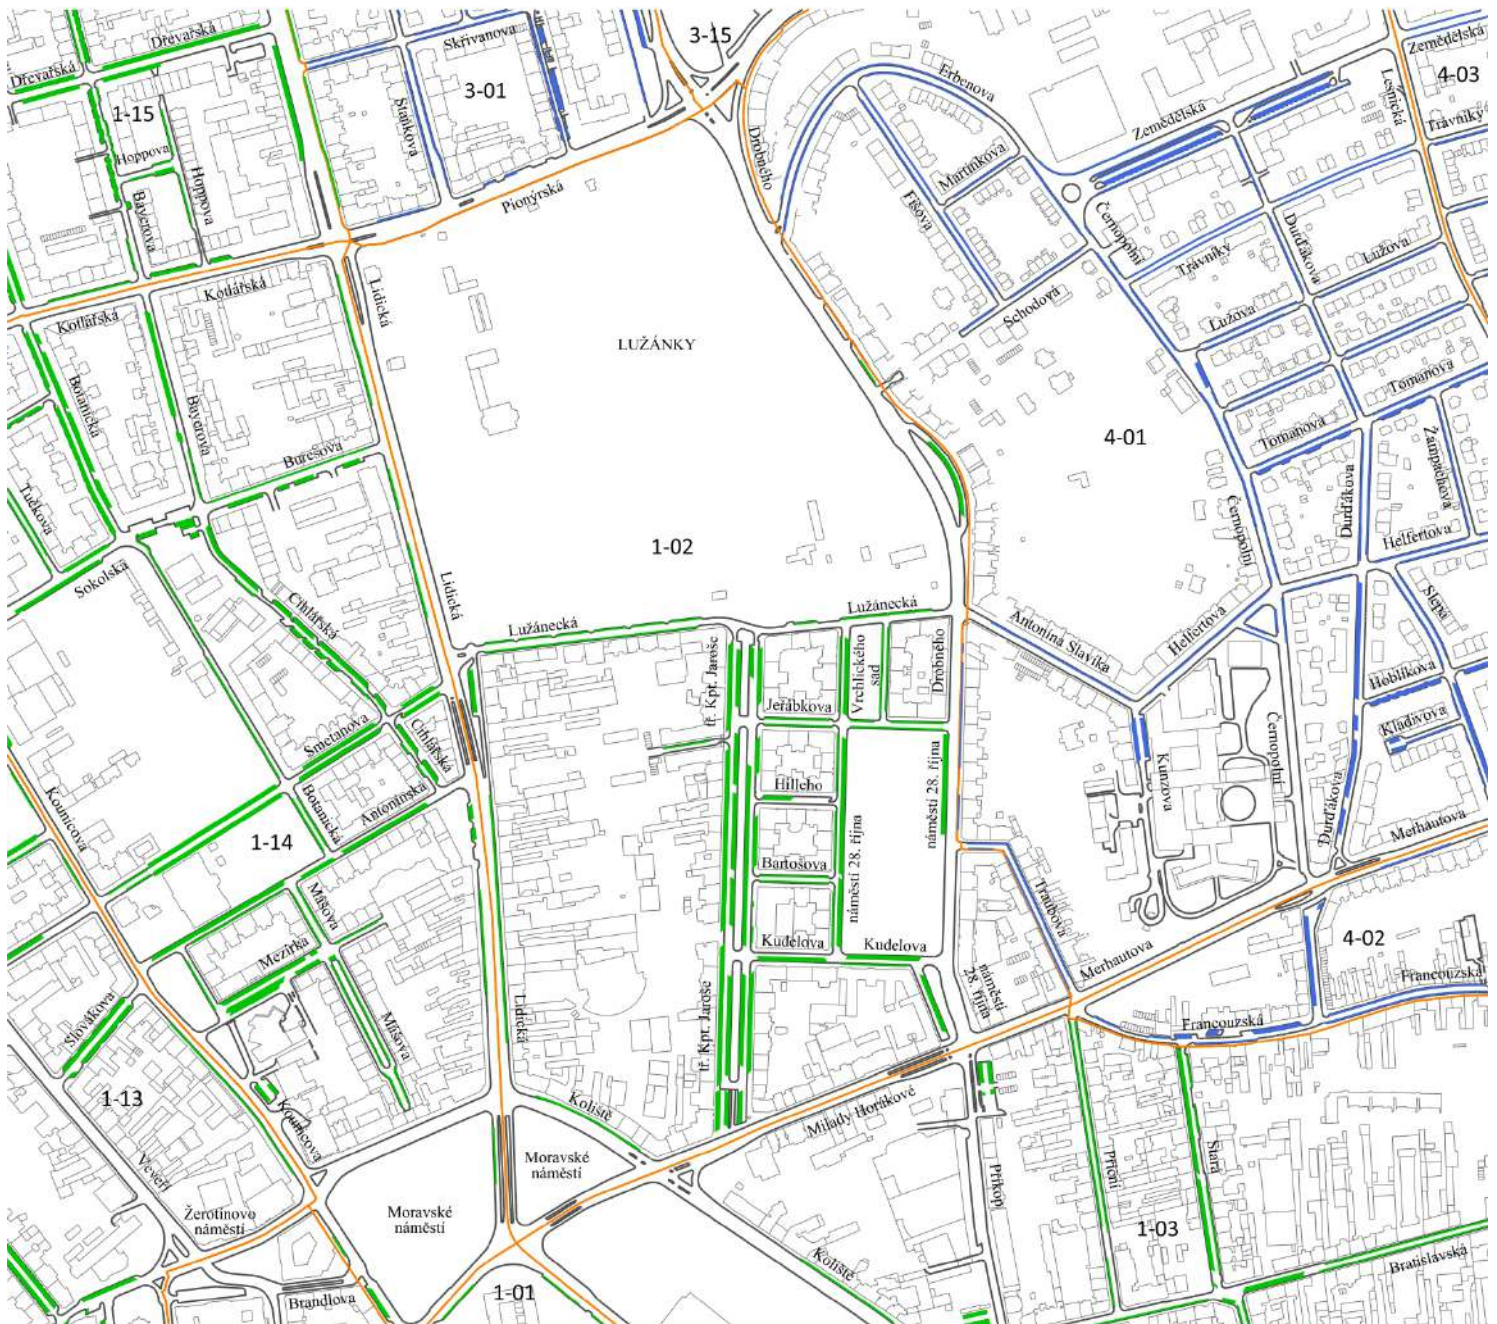 Dřevařská
Dřevařská
1-15
Hoppova
Hoppova
Bayerova
Skřivanova
Staňkova
3-01
3-15
Pionýrská
Drobného
Erbenova
Zemědělská
Zemědělská
Lesnická
4-03
Trávníky
Martinkova
Fišova
Černopolní
Trávníky
Durďákova
Lužova
Lužova
Schodová
Kotlářská
Kotlářská
Lidická
LUŽÁNKY
Botanická
Bayerova
Burešova
Tučkova
4-01
Tomanova
Tomanova
Žampachova
Durďákova
Černopolní
Helfertova
Slepá
1-02
Sokolská
Cihlářská
Lidická
Lužánecká
Lužánecká
Antonína Slavíka
Helfertova
tř. Kpt. Jaroše
Vrchlického
sad
Drobného
Jeřábkova
Hoblíkova
Kládivova
Smetanova
Cihlářská
Černopolní
Kunzova
Hilleho
náměstí 28. října
náměstí 28. října
Kounicova
Botanická
Antonínská
1-14
Bartošova
Durďákova
Merhautova
Mášova
Mezírka
Kudelova
Kudelova
Traubova
Merhautova
4-02
Francouzská
Francouzská
náměstí
28. října
Slovákova
Mášova
Lidická
tř. Kpt. Jaroše
1-13
Kounicova
Koliště
Milady Horákové
Veveří
Moravské
náměstí
Moravské
náměstí
Žerotínovo
náměstí
Příkop
Příční
Stará
1-03
Koliště
Bratislavská
Brandlova
1-01